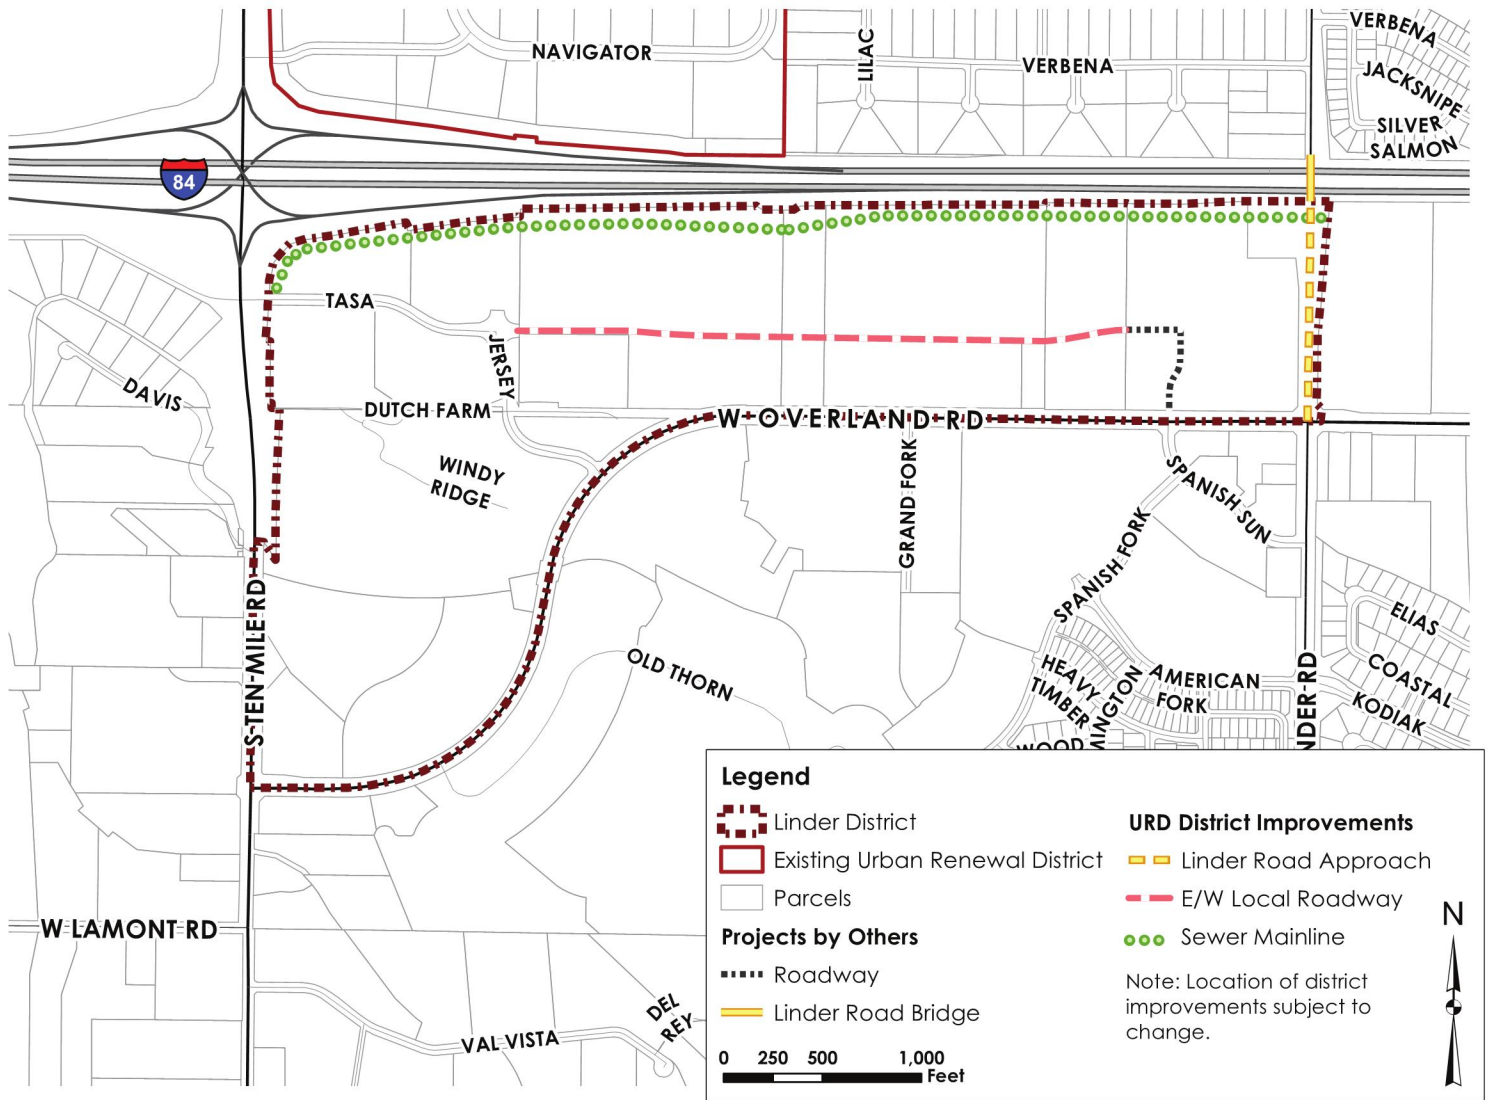 NAVIGATOR
LILAC
VERBENA
VERBENA
JACKSNIPE
SILVER
SALMON
84
TASA
JERSEY
DAVIS
DUTCH FARM
W OVERLAND RD
WINDY
RIDGE
GRAND FORK
SPANISH SUN
SPANISH FORK
S TEN MILE RD
OLD THORN
ELIAS
COASTAL
KODIAK
HEAVY
TIMBER
AMERICAN
FORK
MINGTON
WOOD
NDER RD
W LAMONT RD
VAL VISTA
DEL
REY
Legend
Linder District
Existing Urban Renewal District
Parcels
Projects by Others
Roadway
Linder Road Bridge
0 250 500 1,000
Feet
URD District Improvements
Linder Road Approach
E/W Local Roadway
Sewer Mainline
Note: Location of district
improvements subject to
change.
N